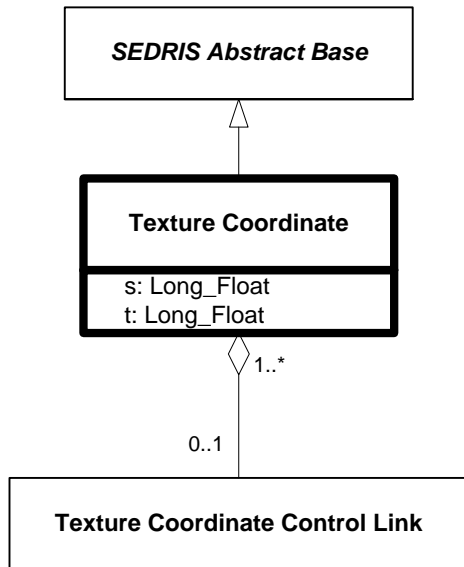 SEDRIS Abstract Base
Texture Coordinate
s: Long_Float
t: Long_Float
1..*
0..1
Texture Coordinate Control Link